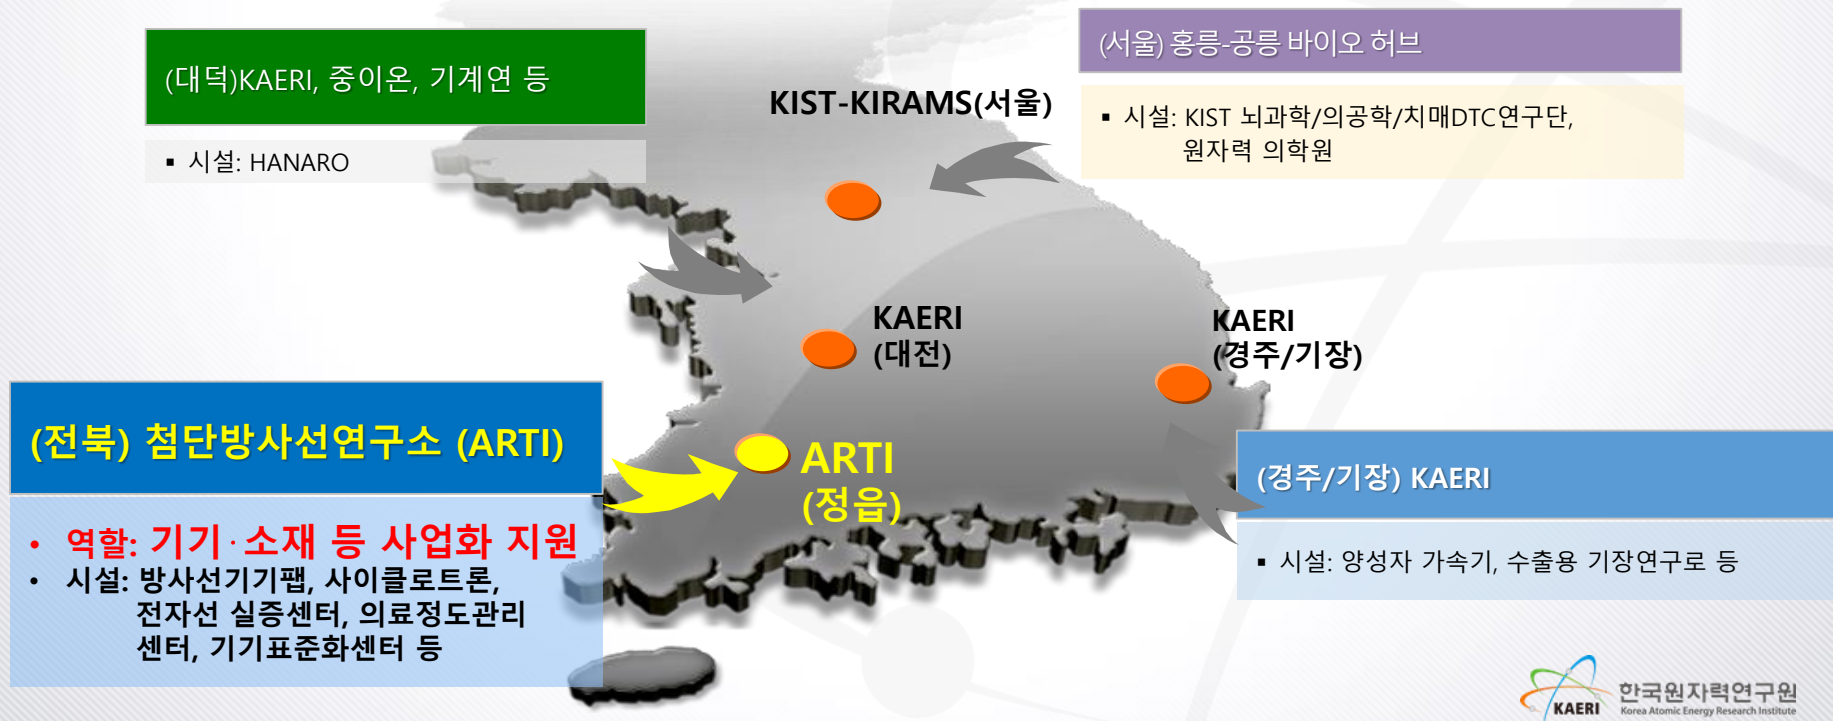 (대덕)KAERI, 중이온, 기계연 등
▪ 시설: HANARO
KIST-KIRAMS(서울)
(서울) 홍릉-공릉 바이오 허브
▪ 시설: KIST 뇌과학/의공학/치매DTC연구단,
원자력 의학원
KAERI
(대전)
KAERI
(경주/기장)
(전북) 첨단방사선연구소 (ARTI)
• 역할: 기기·소재 등 사업화 지원
• 시설: 방사선기기팹, 사이클로트론,
전자선 실증센터, 의료정도관리
센터, 기기표준화센터 등
ARTI
(정읍)
(경주/기장) KAERI
▪ 시설: 양성자 가속기, 수출용 기장연구로 등
KAERI
한국원자력연구원
Korea Atomic Energy Research Institute